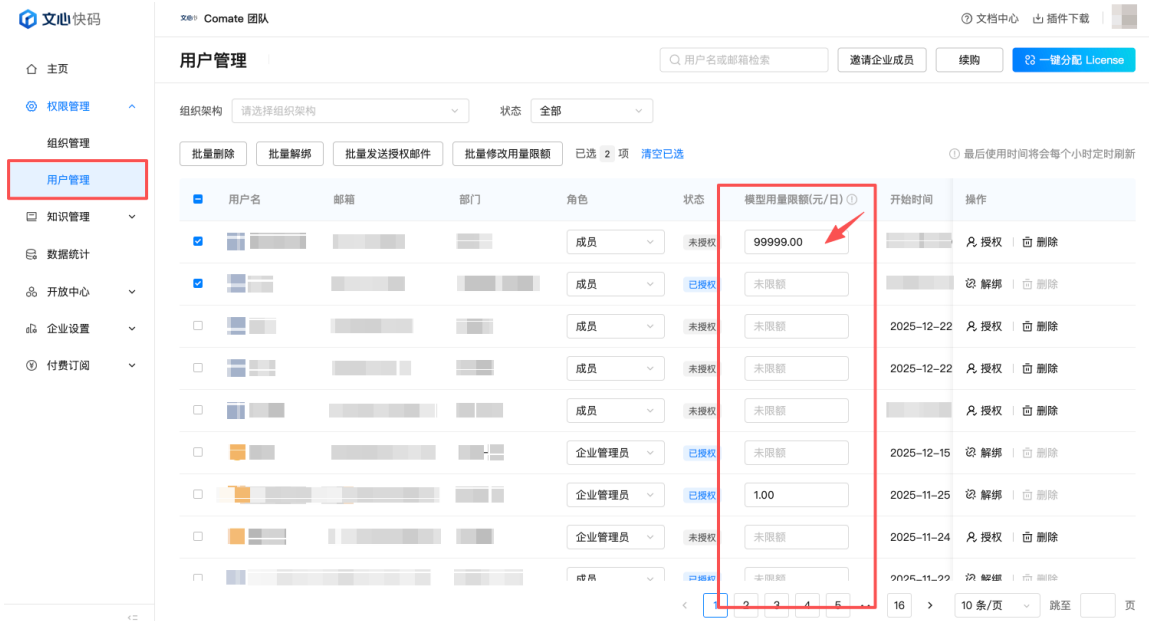 文心快码
文心快码 Comate 团队
文档中心 插件下载
主页
权限管理
组织管理
用户管理
知识管理
数据统计
开放中心
企业设置
付费订阅
用户管理
用户名或邮箱检索 邀请企业成员 续购 一键分配 License
组织架构 请选择组织架构 状态 全部
批量删除 批量解绑 批量发送授权邮件 批量修改用量限额 已选 2 项 清空已选 最后使用时间将会每个小时定时刷新
用户名 邮箱 部门 角色 状态 模型用量限额(元/日) 开始时间 操作
成员 未授权 99999.00 授权 删除
成员 已授权 未限额 解绑 删除
成员 未授权 未限额 2025-12-22 授权 删除
成员 未授权 未限额 2025-12-22 授权 删除
成员 未授权 未限额 授权 删除
企业管理员 已授权 未限额 2025-12-15 解绑 删除
企业管理员 已授权 1.00 2025-11-25 解绑 删除
企业管理员 未授权 未限额 2025-11-24 授权 删除
成员 已授权 未限额 2025-11-22 解绑 删除
1 2 3 4 5 ••• 16 10 条/页 跳至 页